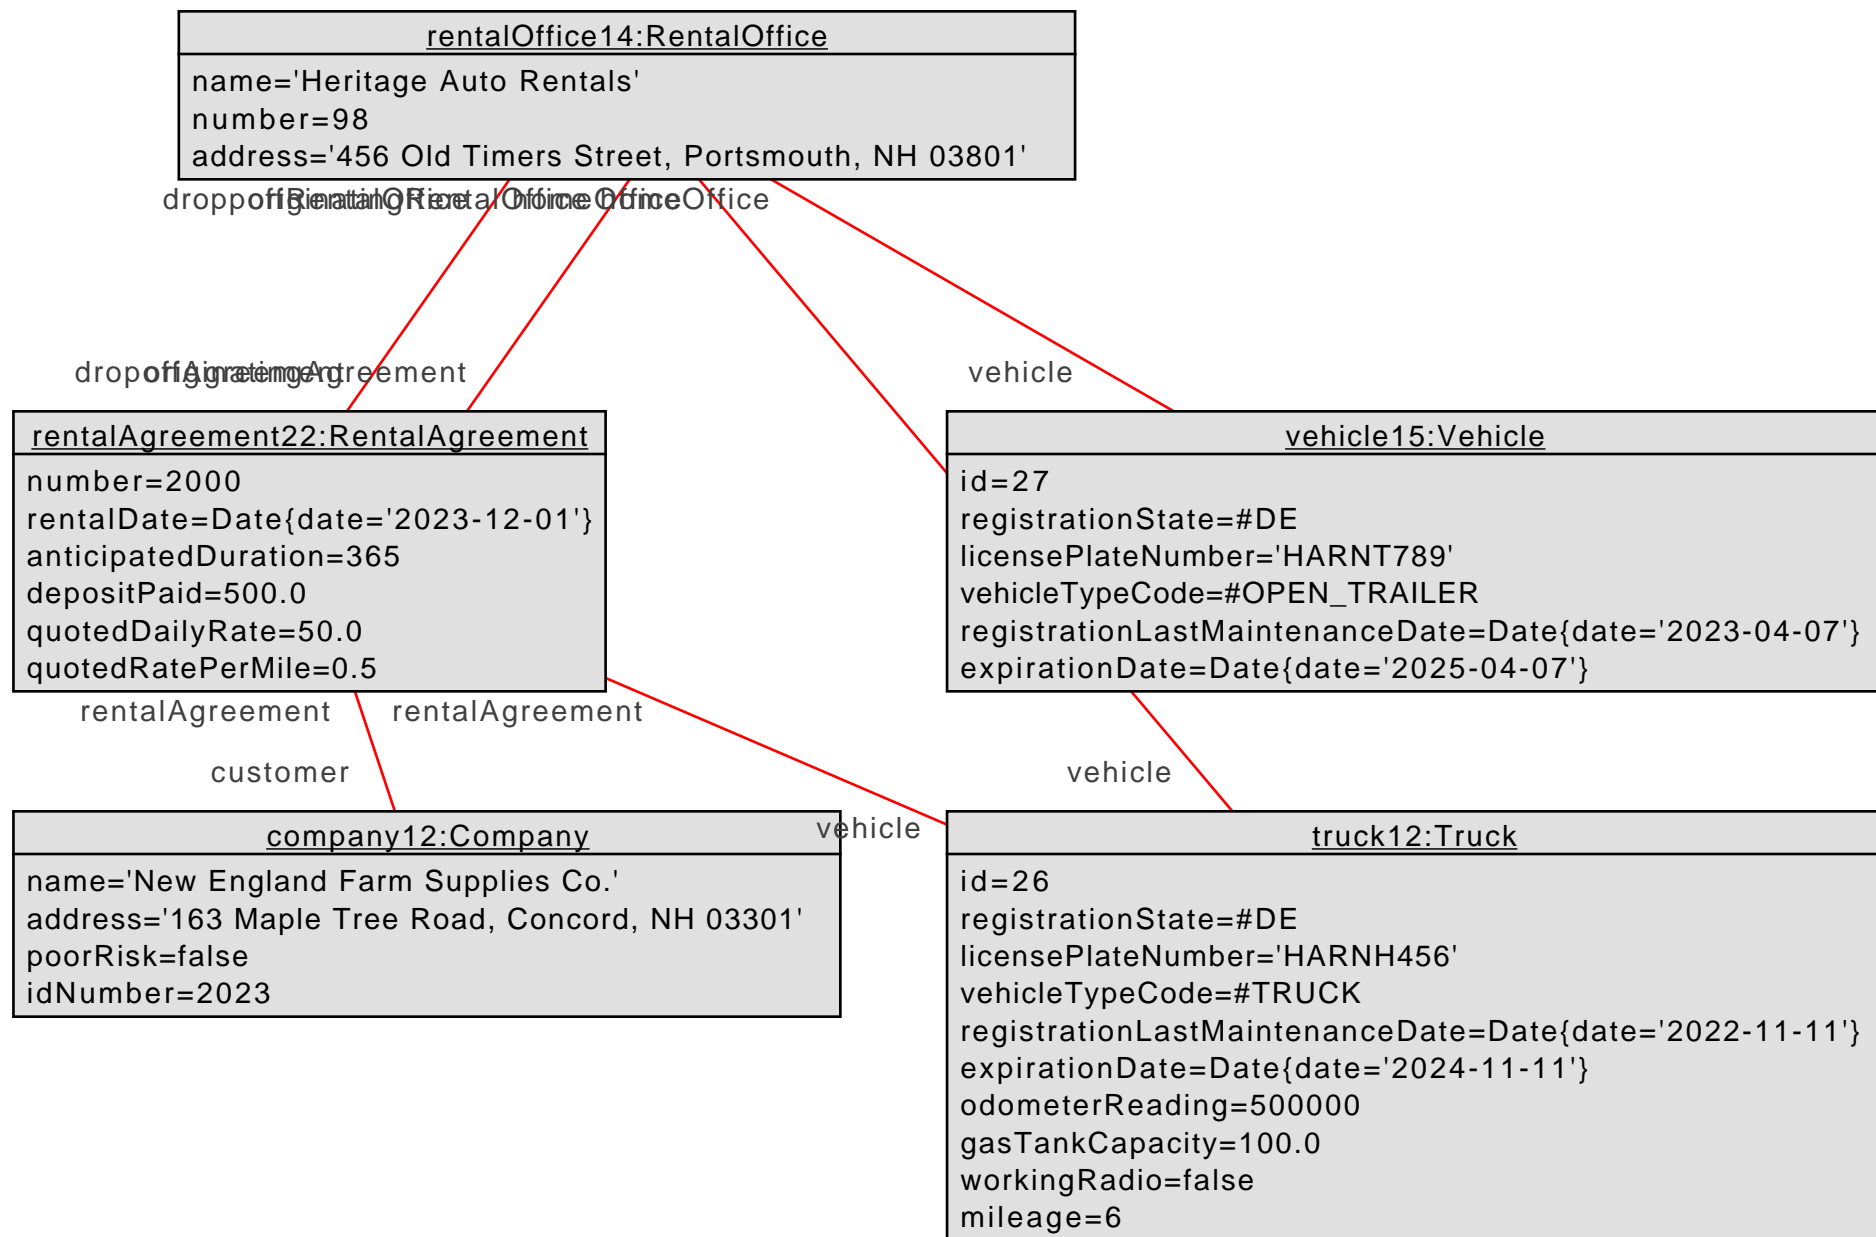 rentalOffice14:RentalOffice
name='Heritage Auto Rentals'
number=98
address='456 Old Timers Street, Portsmouth, NH 03801'
homeOffice
vehicle
rentalAgreement22:RentalAgreement
number=2000
rentalDate=Date{date='2023-12-01'}
anticipatedDuration=365
depositPaid=500.0
quotedDailyRate=50.0
quotedRatePerMile=0.5
vehicle15:Vehicle
id=27
registrationState=#DE
licensePlateNumber='HARNT789'
vehicleTypeCode=#OPEN_TRAILER
registrationLastMaintenanceDate=Date{date='2023-04-07'}
expirationDate=Date{date='2025-04-07'}
rentalAgreement rentalAgreement
customer
vehicle
vehicle
company12:Company
name='New England Farm Supplies Co.'
address='163 Maple Tree Road, Concord, NH 03301'
poorRisk=false
idNumber=2023
truck12:Truck
id=26
registrationState=#DE
licensePlateNumber='HARNH456'
vehicleTypeCode=#TRUCK
registrationLastMaintenanceDate=Date{date='2022-11-11'}
expirationDate=Date{date='2024-11-11'}
odometerReading=500000
gasTankCapacity=100.0
workingRadio=false
mileage=6